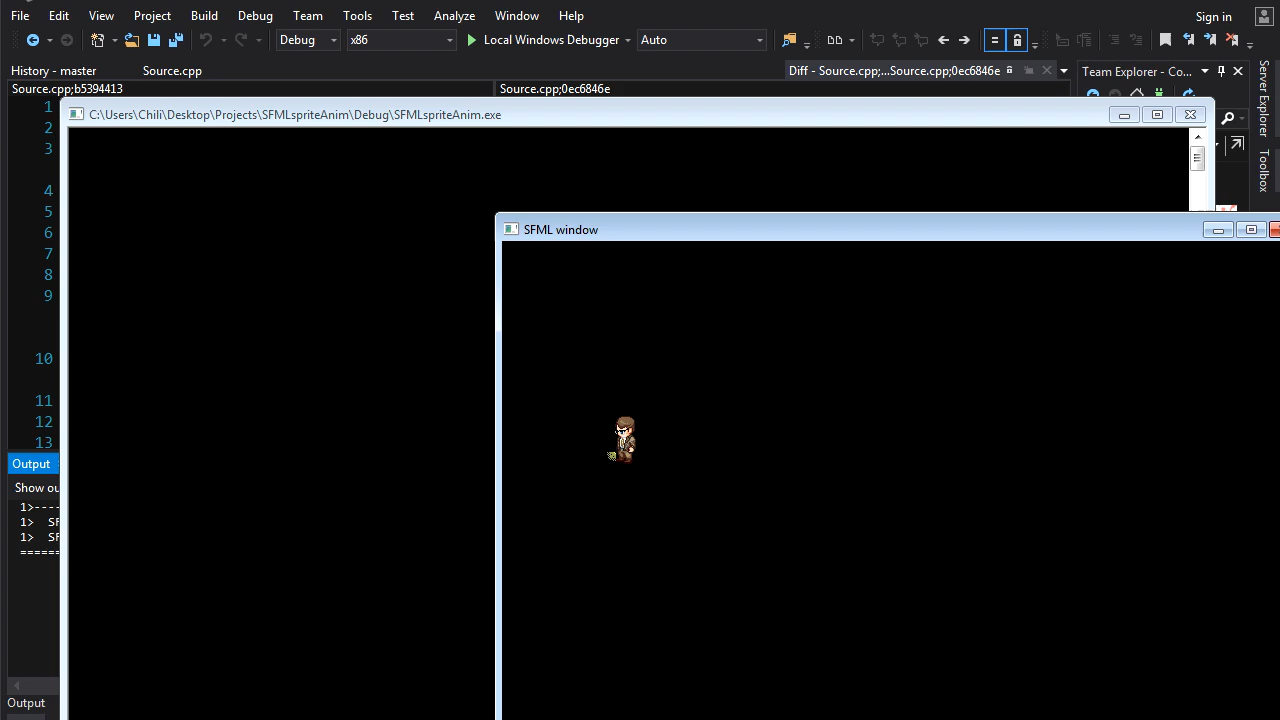 File Edit View Project Build Debug Team Tools Test Analyze Window Help Sign in
Debug x86 Local Windows Debugger Auto
History - master Source.cpp Diff - Source.cpp;...Source.cpp;0ec6846e Team Explorer - Co...
Source.cpp;b5394413 Source.cpp;0ec6846e
Server Explorer
Toolbox
C:\Users\Chili\Desktop\Projects\SFMLspriteAnim\Debug\SFMLspriteAnim.exe
SFML window
1
2
3
4
5
6
7
8
9
10
11
12
13
Output
Show ou
1>----
1> SF
1> SF
======
Output